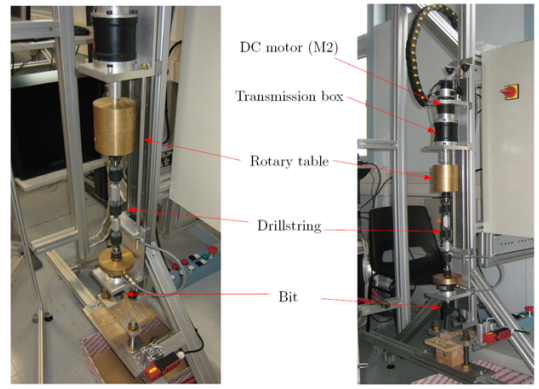 DC motor (M2)
Transmission box
Rotary table
Drillstring
Bit